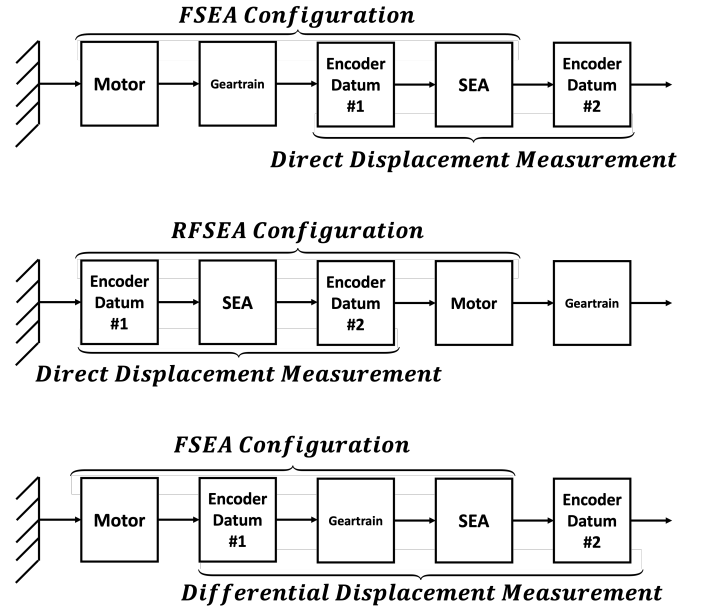 FSEA Configuration
Motor
Geartrain
Encoder
Datum
#1
SEA
Encoder
Datum
#2
Direct Displacement Measurement
RFSEA Configuration
Encoder
Datum
#1
SEA
Encoder
Datum
#2
Motor
Geartrain
Direct Displacement Measurement
FSEA Configuration
Motor
Encoder
Datum
#1
Geartrain
SEA
Encoder
Datum
#2
Differential Displacement Measurement